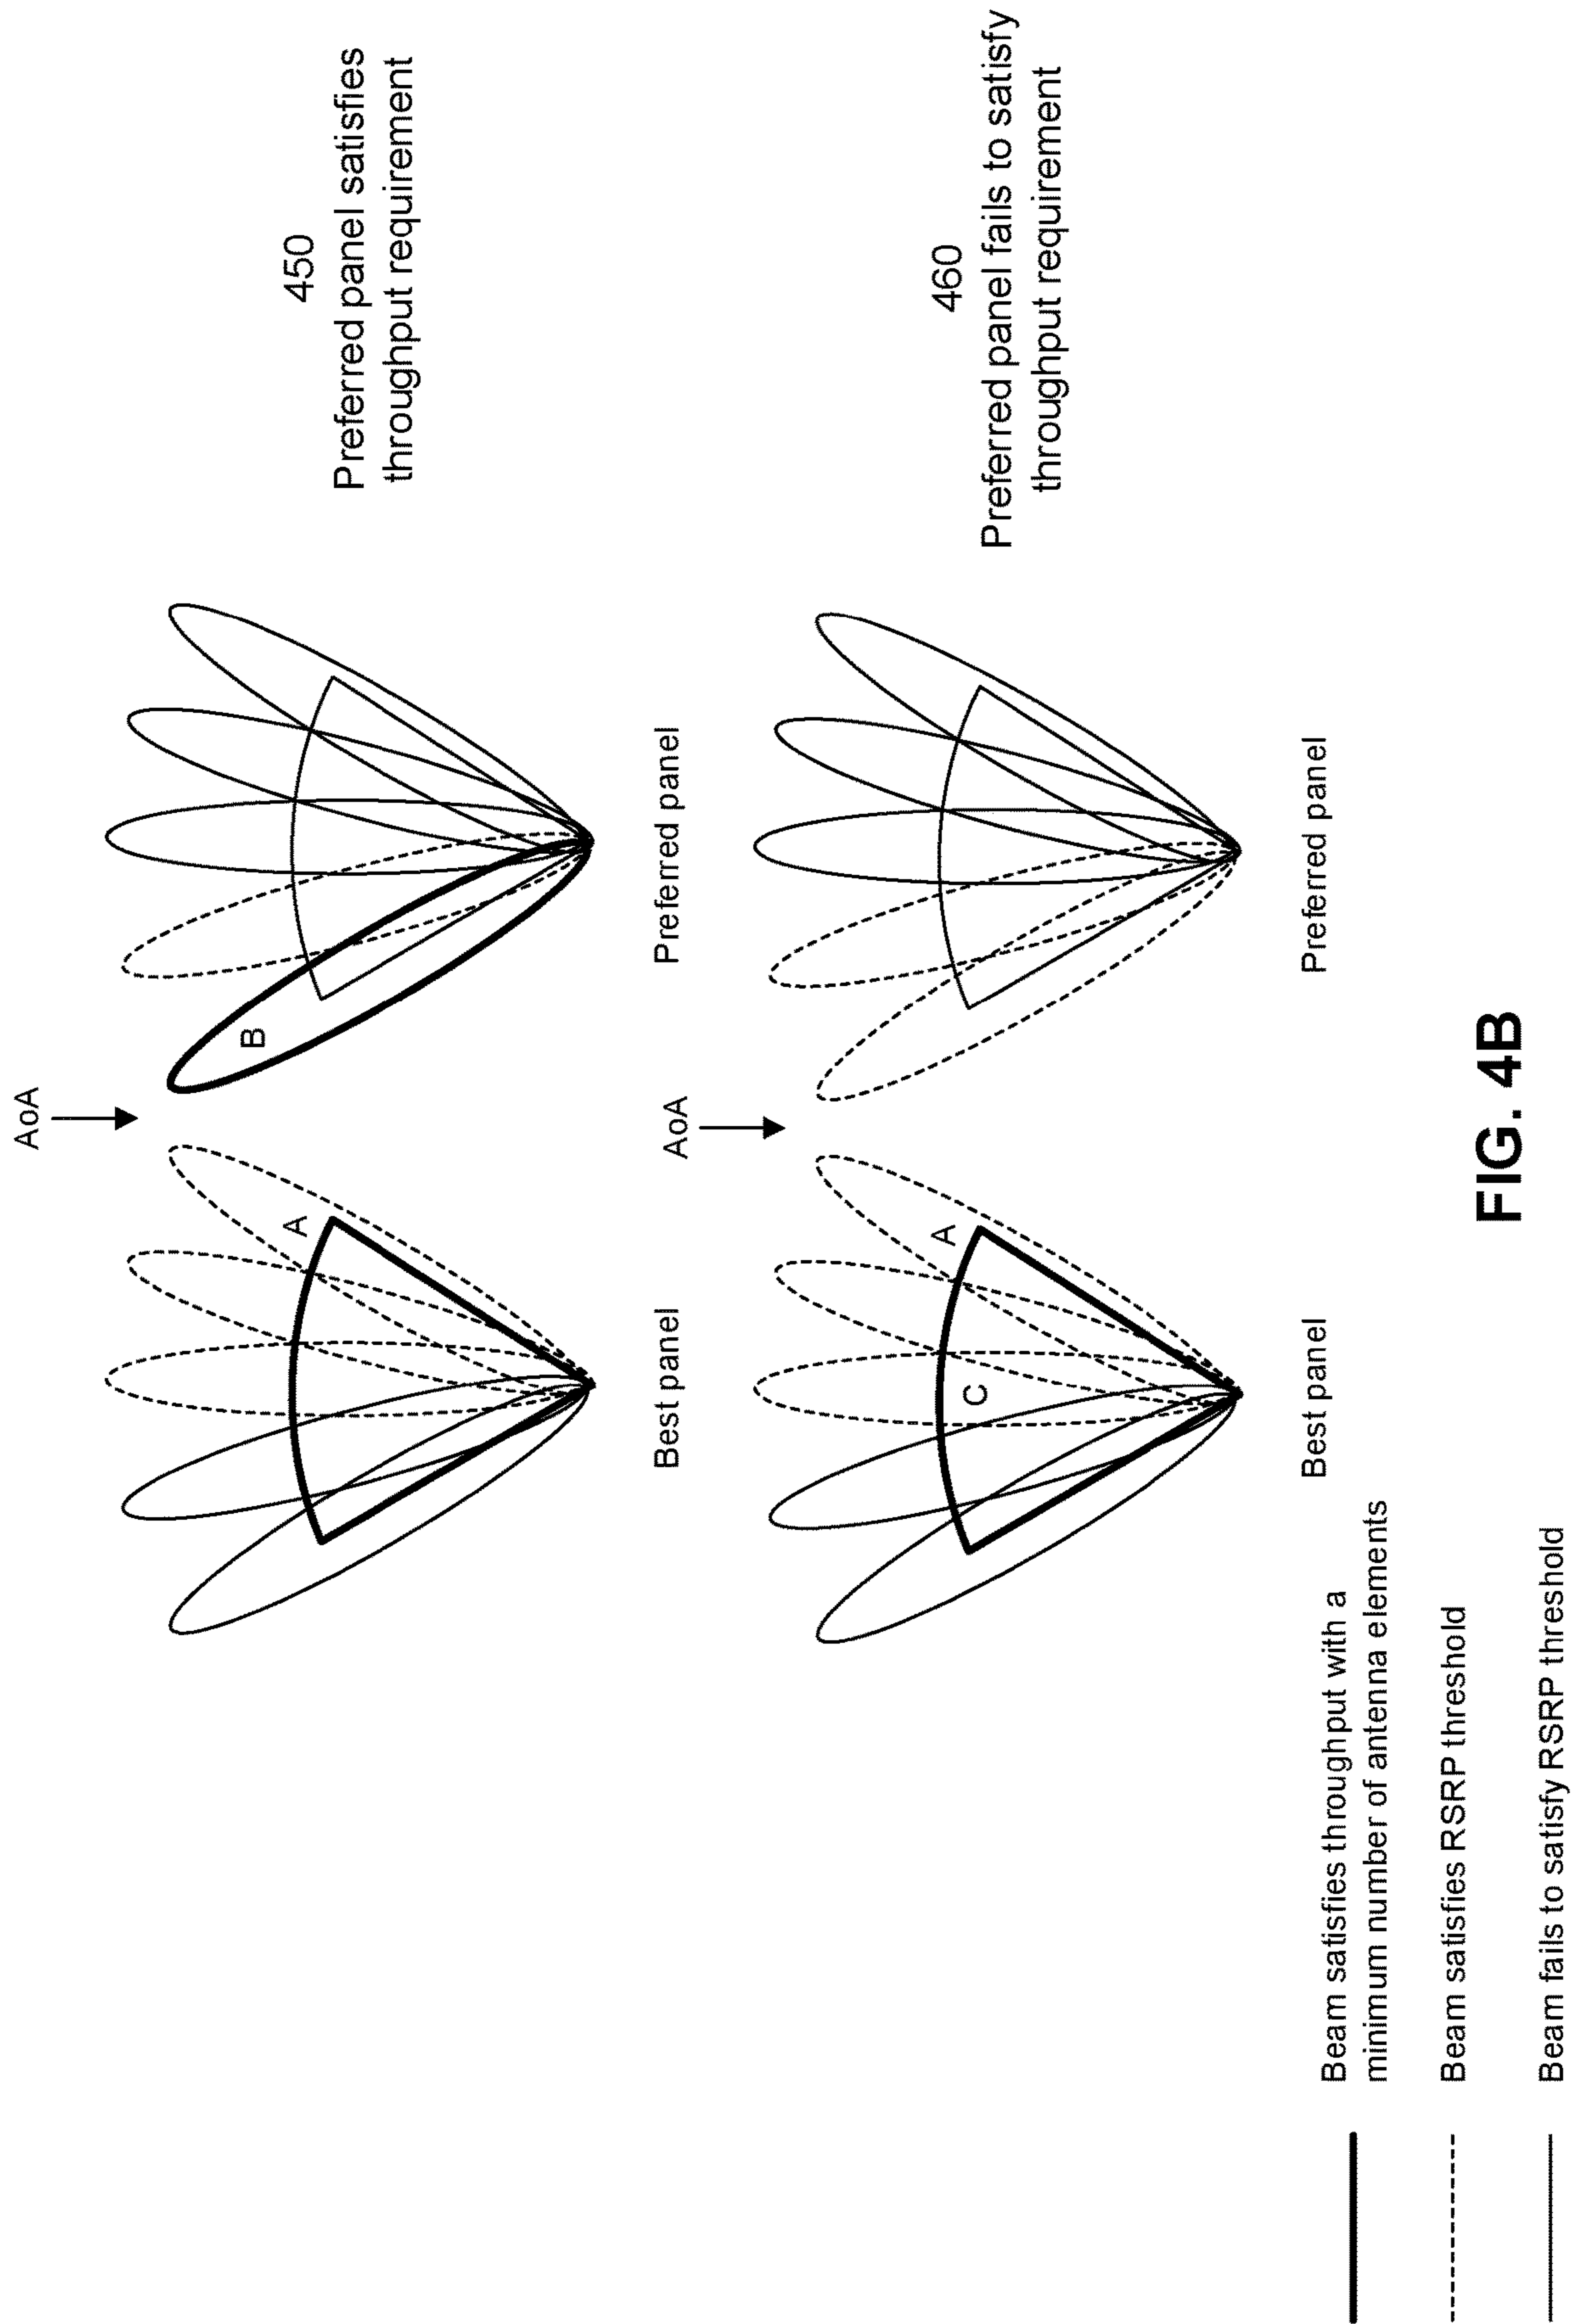 AoA
A
B
Best panel
Preferred panel
450
Preferred panel satisfies
throughput requirement
AoA
A
C
Best panel
Preferred panel
460
Preferred panel fails to satisfy
throughput requirement
Beam satisfies throughput with a
minimum number of antenna elements
Beam satisfies RSRP threshold
Beam fails to satisfy RSRP threshold
FIG. 4B